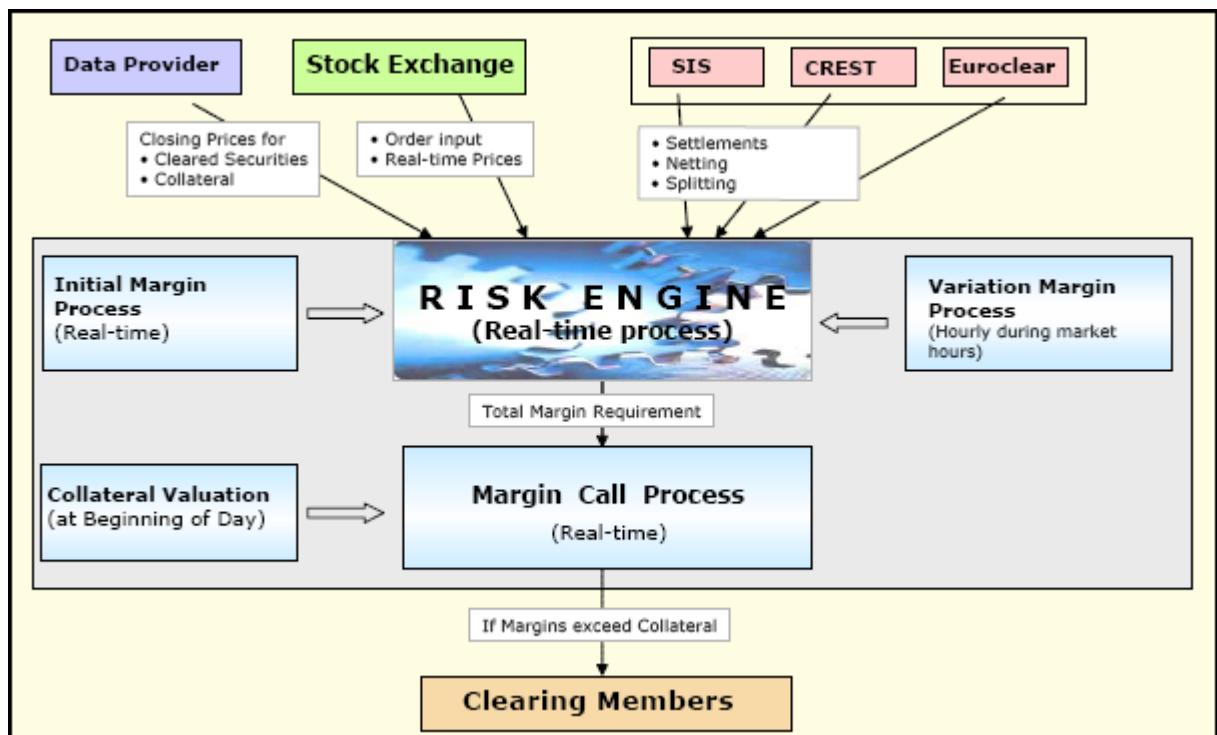 Data Provider
Stock Exchange
SIS
CREST
Euroclear
Closing Prices for
• Cleared Securities
• Collateral
• Order input
• Real-time Prices
• Settlements
• Netting
• Splitting
Initial Margin
Process
(Real-time)
RISK ENGINE
(Real-time process)
Variation Margin
Process
(Hourly during market
hours)
Total Margin Requirement
Collateral Valuation
(at Beginning of Day)
Margin Call Process
(Real-time)
If Margins exceed Collateral
Clearing Members